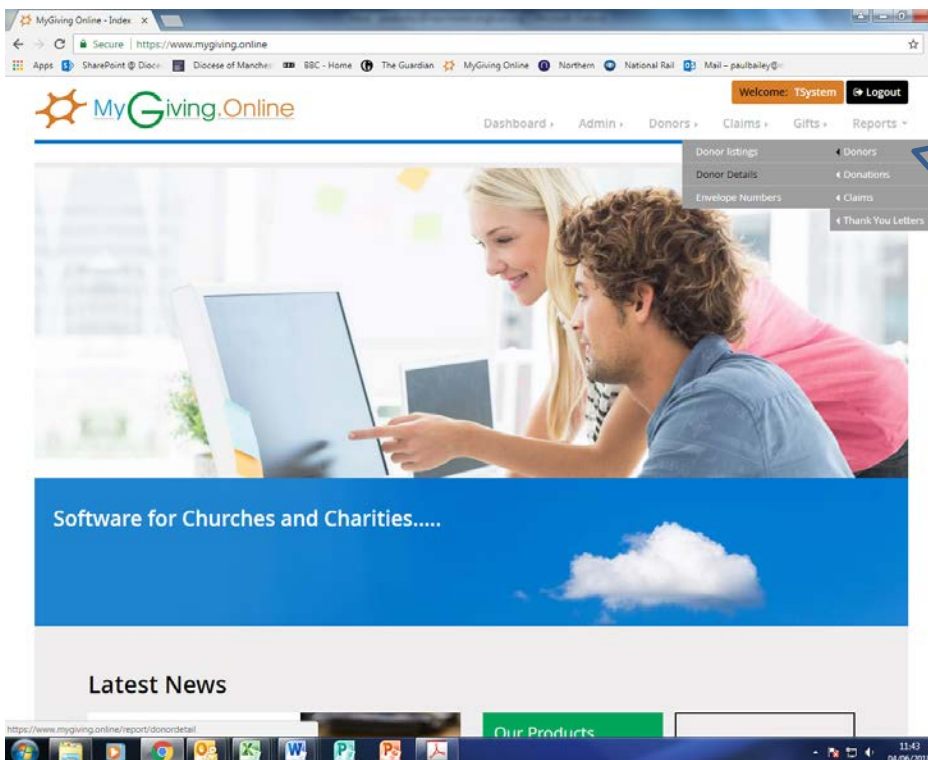 MyGiving Online - Index
Secure | https://www.mygiving.online
Apps SharePoint @ Dioce Diocese of Manches BBC BBC - Home The Guardian MyGiving Online Northern National Rail Mail – paulbailey@
MyGiving.Online
Welcome: TSystem Logout
Dashboard Admin Donors Claims Gifts Reports
Donor listings Donors
Donor Details Donations
Envelope Numbers Claims
Thank You Letters
Software for Churches and Charities.....
Latest News
Our Products
https://www.mygiving.online/report/donordetail
11:43